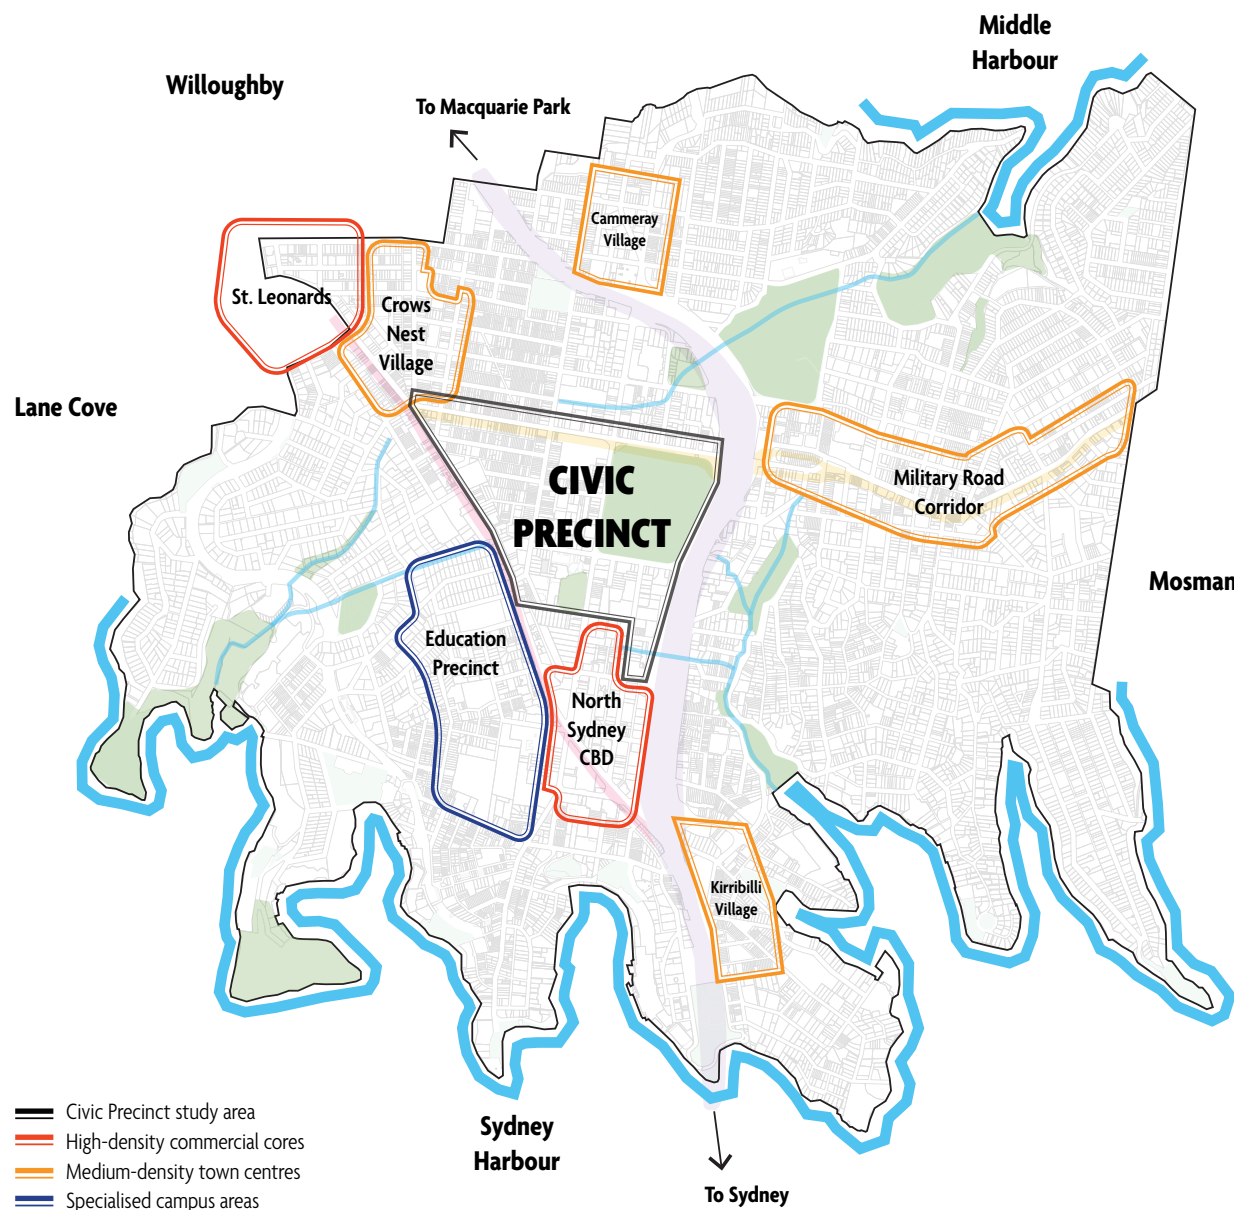 Middle
Harbour
Willoughby
To Macquarie Park
Cammeray
Village
St. Leonards
Crows
Nest
Village
Lane Cove
CIVIC
PRECINCT
Military Road
Corridor
Mosman
Education
Precinct
North
Sydney
CBD
Kirribilli
Village
Civic Precinct study area
High-density commercial cores
Medium-density town centres
Specialised campus areas
Sydney
Harbour
To Sydney